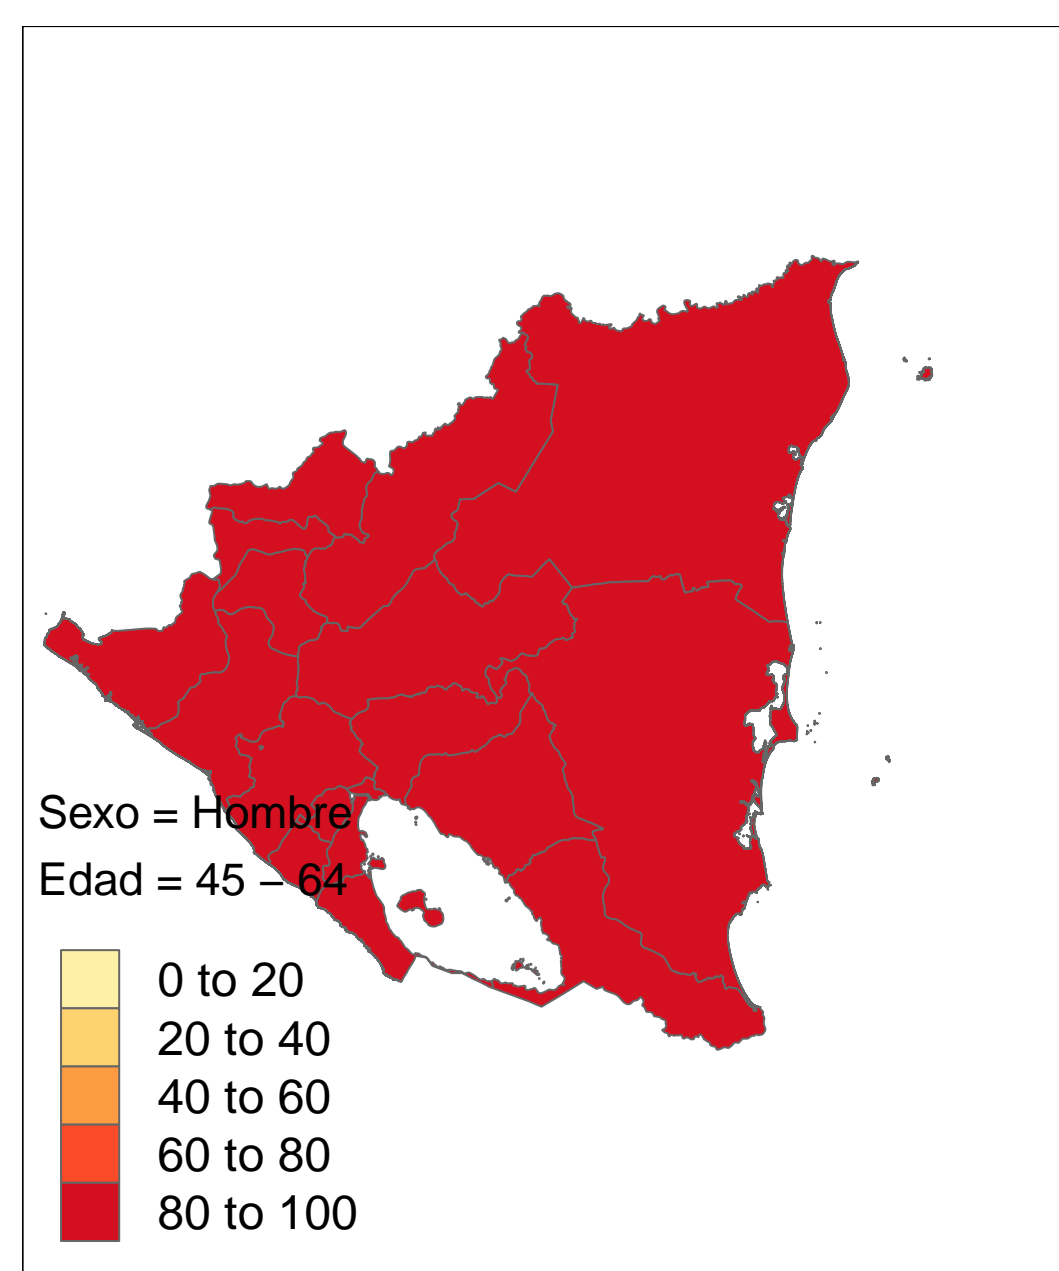 Sexo = Hombre
Edad = 45 – 64
0 to 20
20 to 40
40 to 60
60 to 80
80 to 100